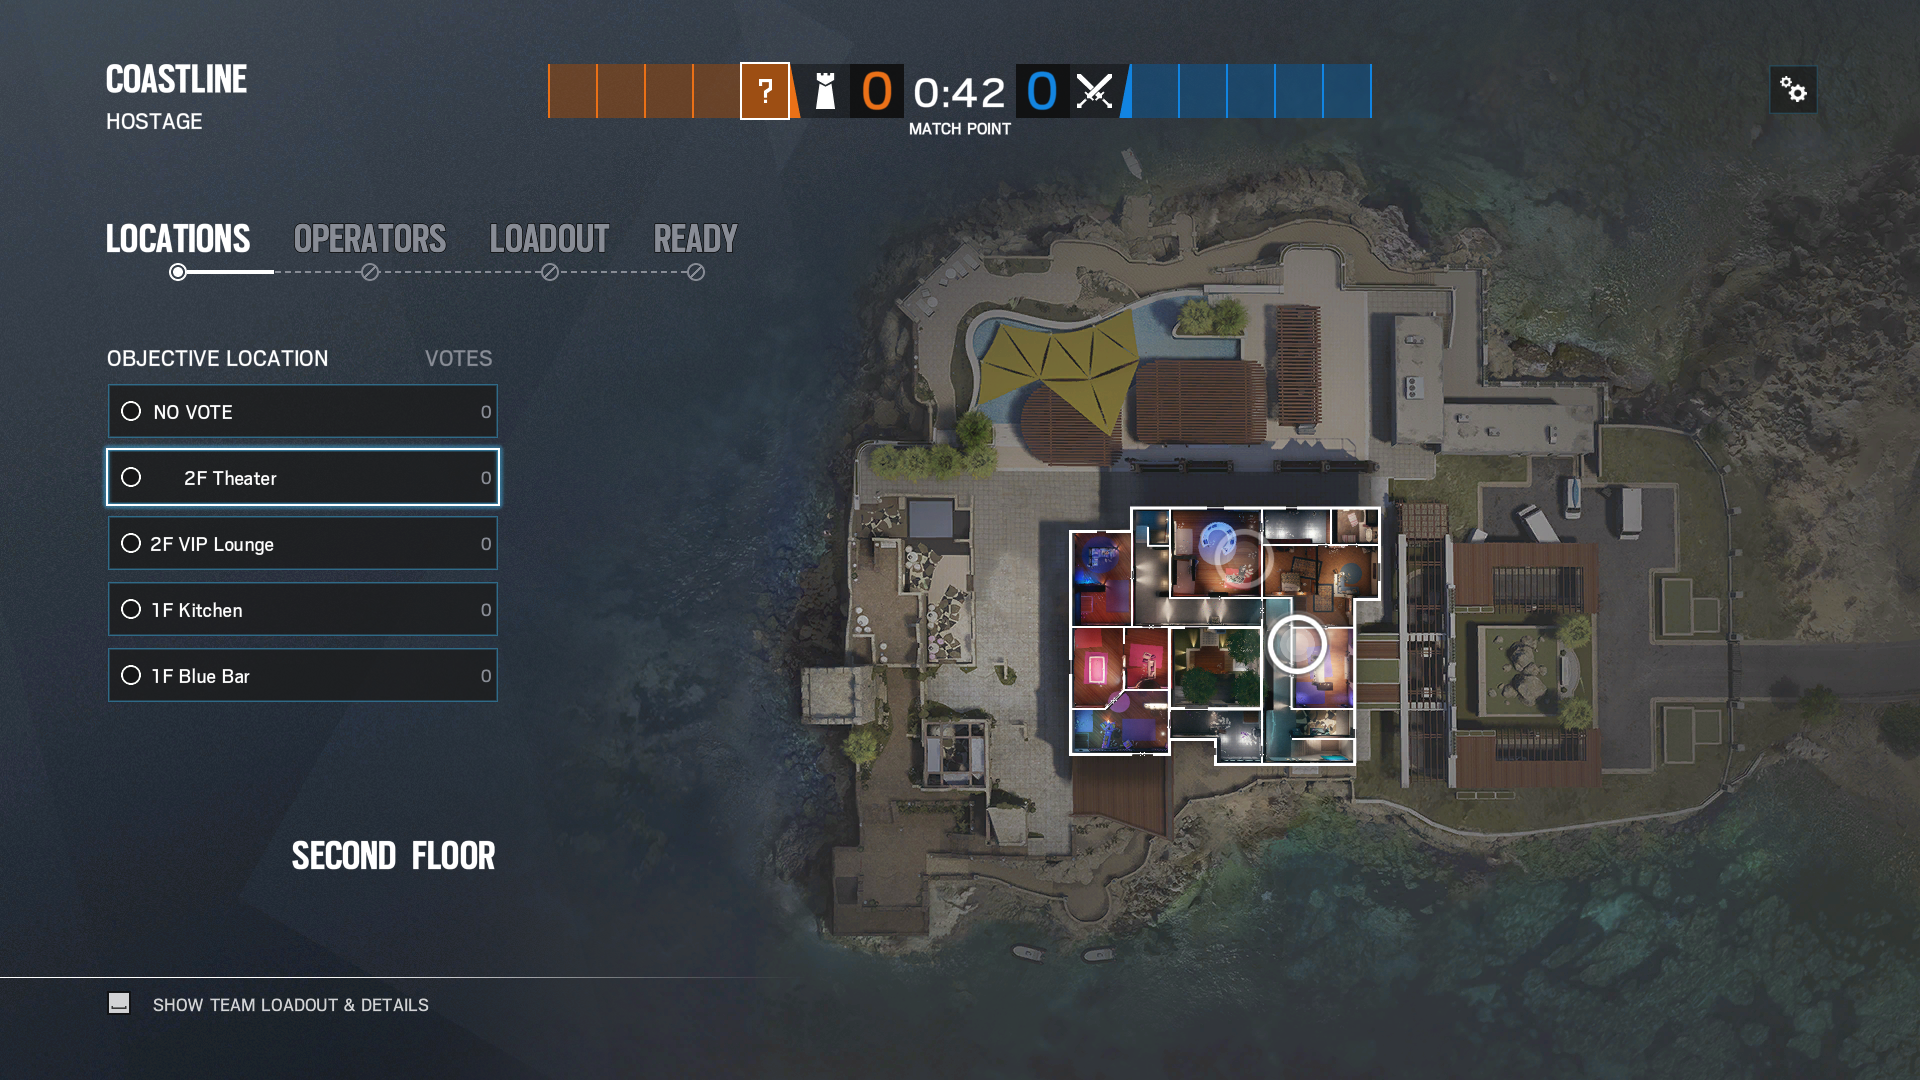 COASTLINE
HOSTAGE
?
0
0:42
0
MATCH POINT
LOCATIONS
OPERATORS
LOADOUT
READY
OBJECTIVE LOCATION
VOTES
NO VOTE
0
2F Theater
0
2F VIP Lounge
0
1F Kitchen
0
1F Blue Bar
0
SECOND FLOOR
SHOW TEAM LOADOUT & DETAILS